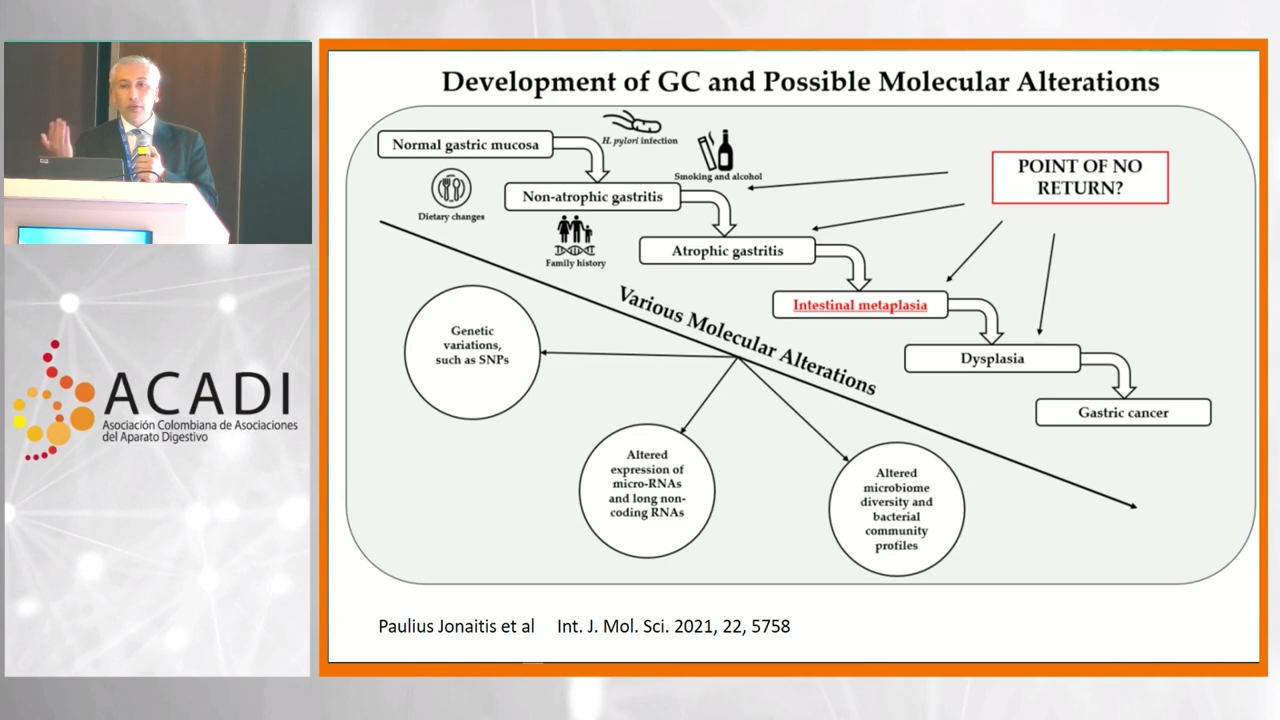 Development of GC and Possible Molecular Alterations
Normal gastric mucosa
H. pylori infection
Smoking and alcohol
POINT OF NO
RETURN?
Dietary changes
Non-atrophic gastritis
Family history
Atrophic gastritis
Intestinal metaplasia
Various Molecular Alterations
Dysplasia
Gastric cancer
Genetic
variations,
such as SNPs
Altered
expression of
micro-RNAs
and long non-
coding RNAs
Altered
microbiome
diversity and
bacterial
community
profiles
Paulius Jonaitis et al Int. J. Mol. Sci. 2021, 22, 5758
ACADI
Asociación Colombiana de Asociaciones
del Aparato Digestivo